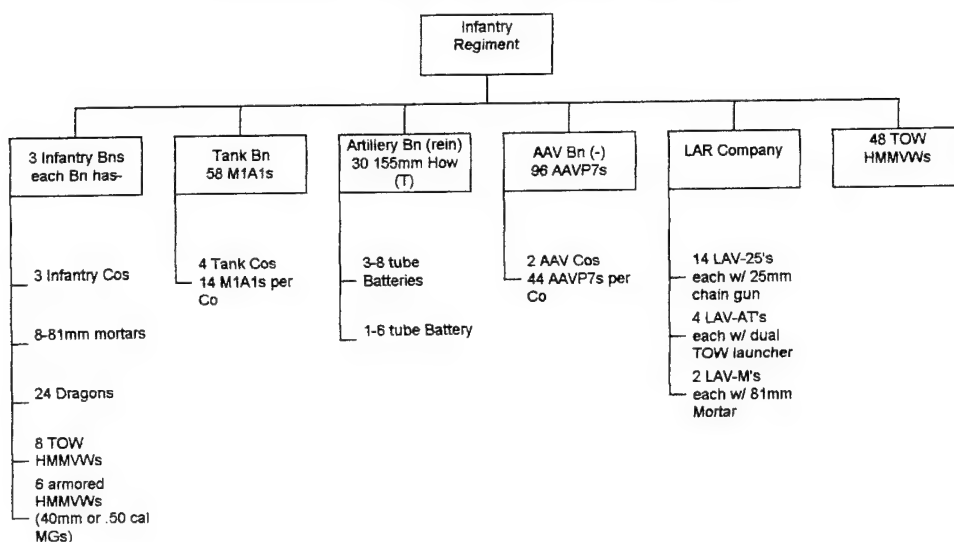 Infantry
Regiment
3 Infantry Bns
each Bn has-
Tank Bn
58 M1A1s
Artillery Bn (rein)
30 155mm How
(T)
AAV Bn (-)
96 AAVP7s
LAR Company
48 TOW
HMMVWs
3 Infantry Cos
8-81mm mortars
24 Dragons
8 TOW
HMMVWs
6 armored
HMMVWs
(40mm or .50 cal
MGs)
4 Tank Cos
14 M1A1s per
Co
3-8 tube
Batteries
1-6 tube Battery
2 AAV Cos
44 AAVP7s per
Co
14 LAV-25's
each w/ 25mm
chain gun
4 LAV-AT's
each w/ dual
TOW launcher
2 LAV-M's
each w/ 81mm
Mortar